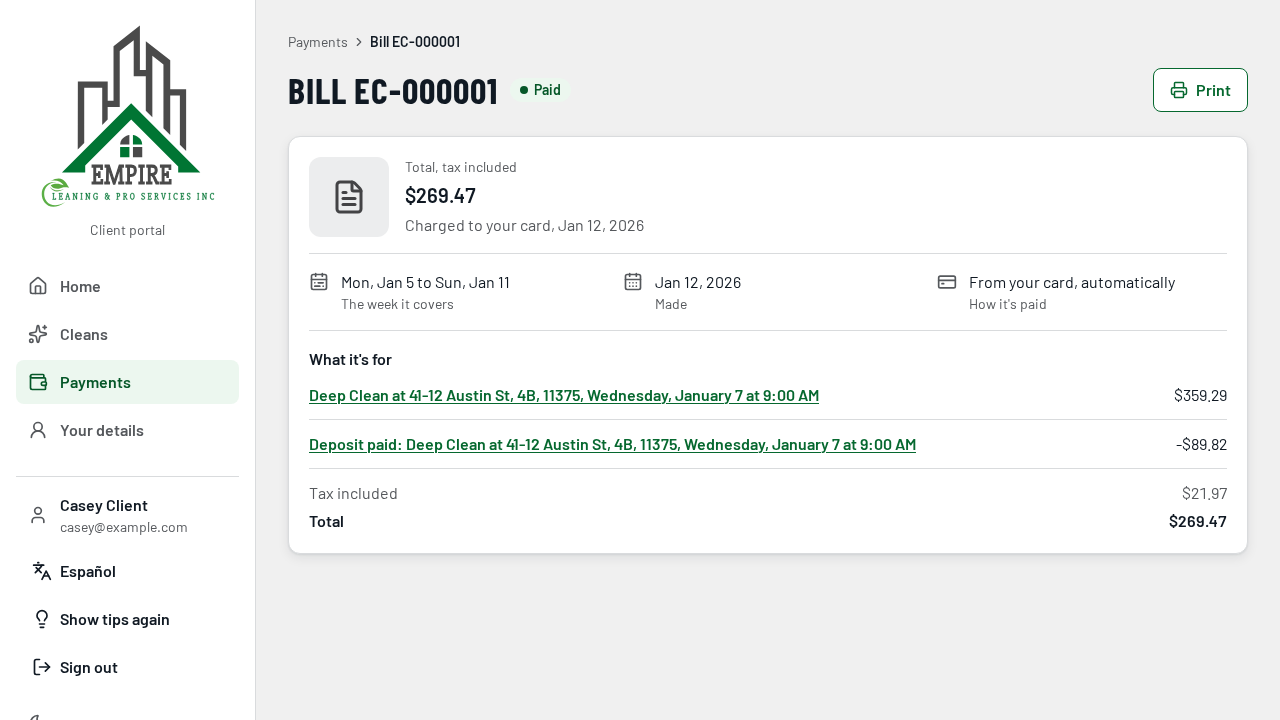 EMPIRE
LEANING & PRO SERVICES INC
Client portal
Home
Cleans
Payments
Your details
Casey Client
casey@example.com
Español
Show tips again
Sign out
Payments > Bill EC-000001
BILL EC-000001
Paid
Print
Total, tax included
$269.47
Charged to your card, Jan 12, 2026
Mon, Jan 5 to Sun, Jan 11
The week it covers
Jan 12, 2026
Made
From your card, automatically
How it's paid
What it's for
Deep Clean at 41-12 Austin St, 4B, 11375, Wednesday, January 7 at 9:00 AM $359.29
Deposit paid: Deep Clean at 41-12 Austin St, 4B, 11375, Wednesday, January 7 at 9:00 AM -$89.82
Tax included $21.97
Total $269.47